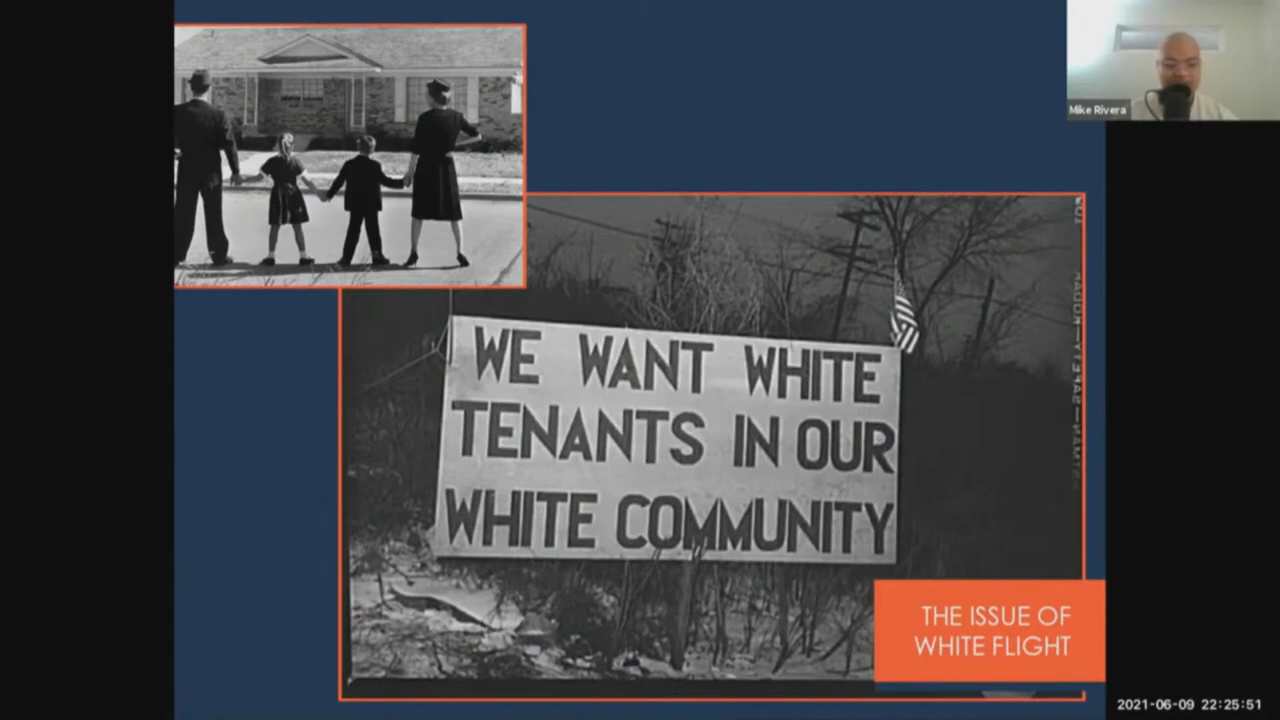 Mike Rivera
WE WANT WHITE
TENANTS IN OUR
WHITE COMMUNITY
THE ISSUE OF
WHITE FLIGHT
2021-06-09 22:25:51